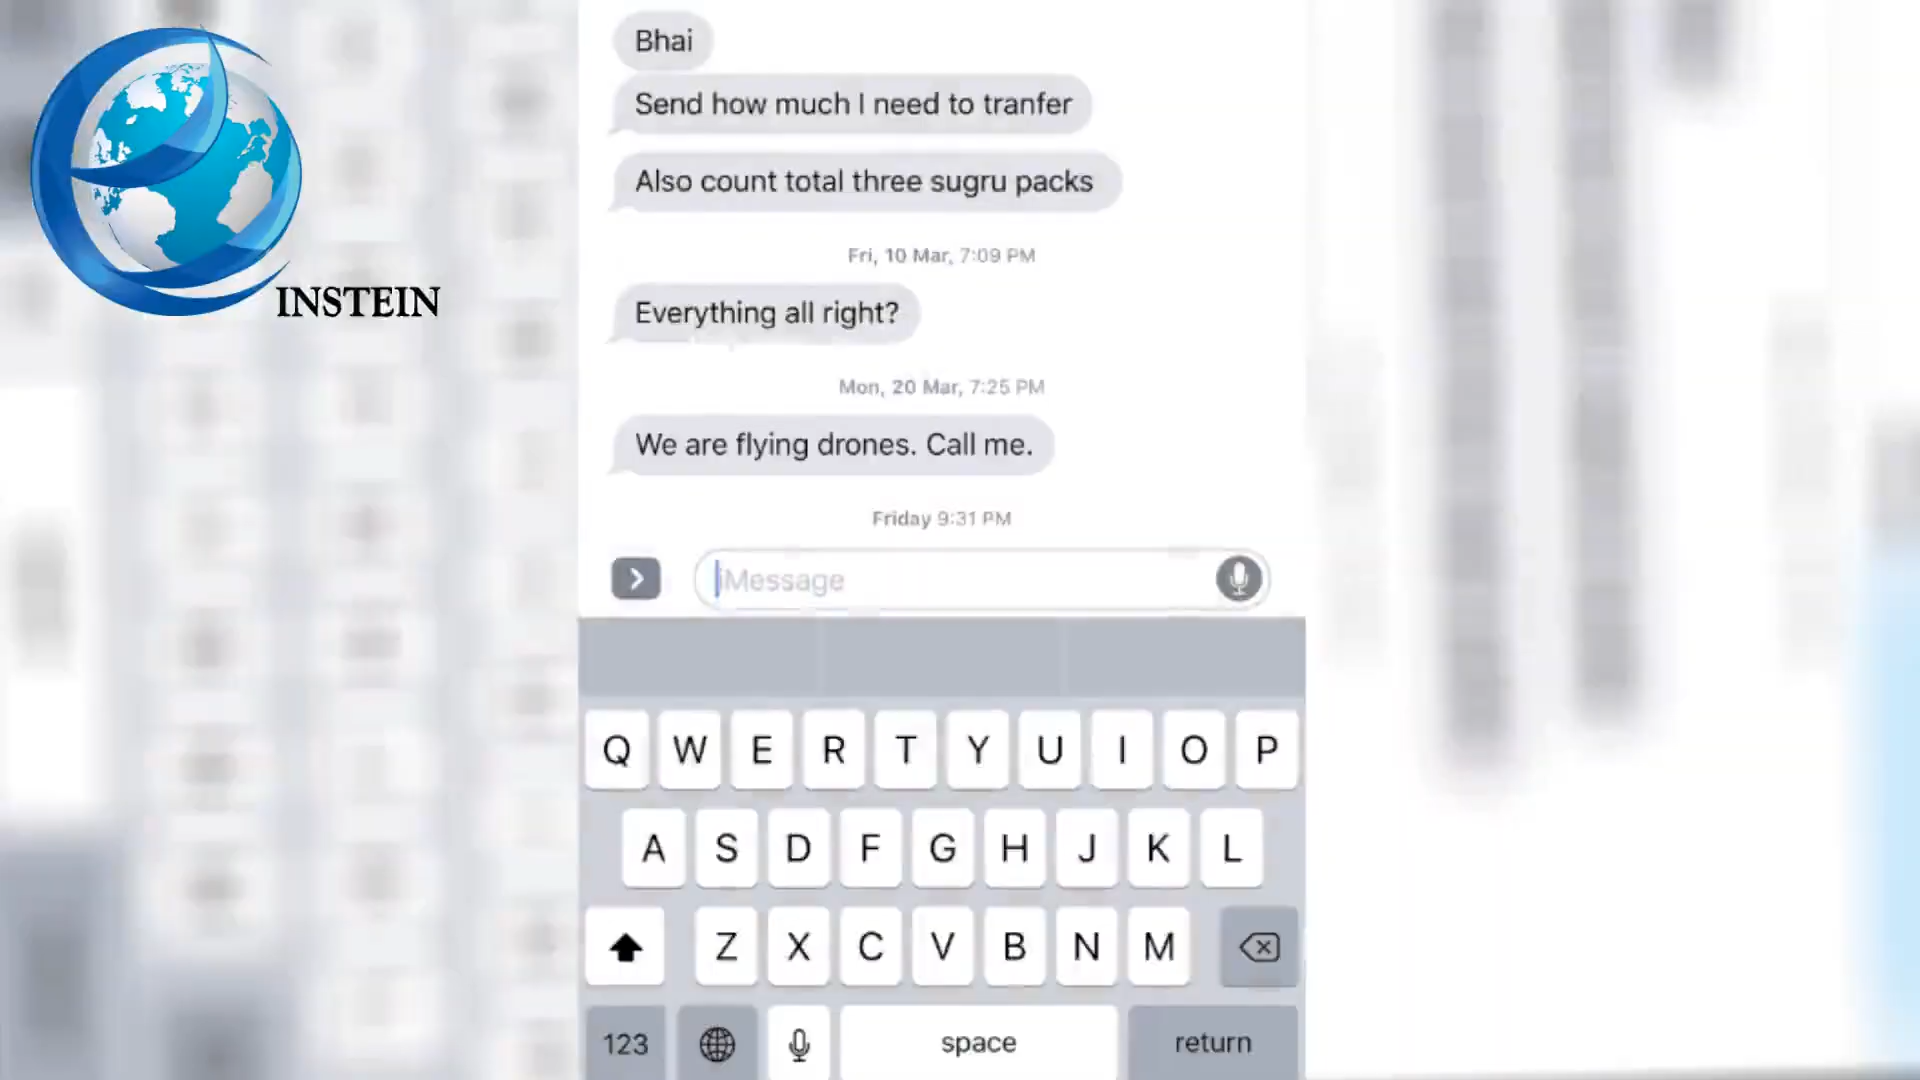 INSTEIN
Bhai
Send how much I need to tranfer
Also count total three sugru packs
Fri, 10 Mar, 7:09 PM
Everything all right?
Mon, 20 Mar, 7:25 PM
We are flying drones. Call me.
Friday 9:31 PM
iMessage
Q W E R T Y U I O P
A S D F G H J K L
Z X C V B N M
123 space return